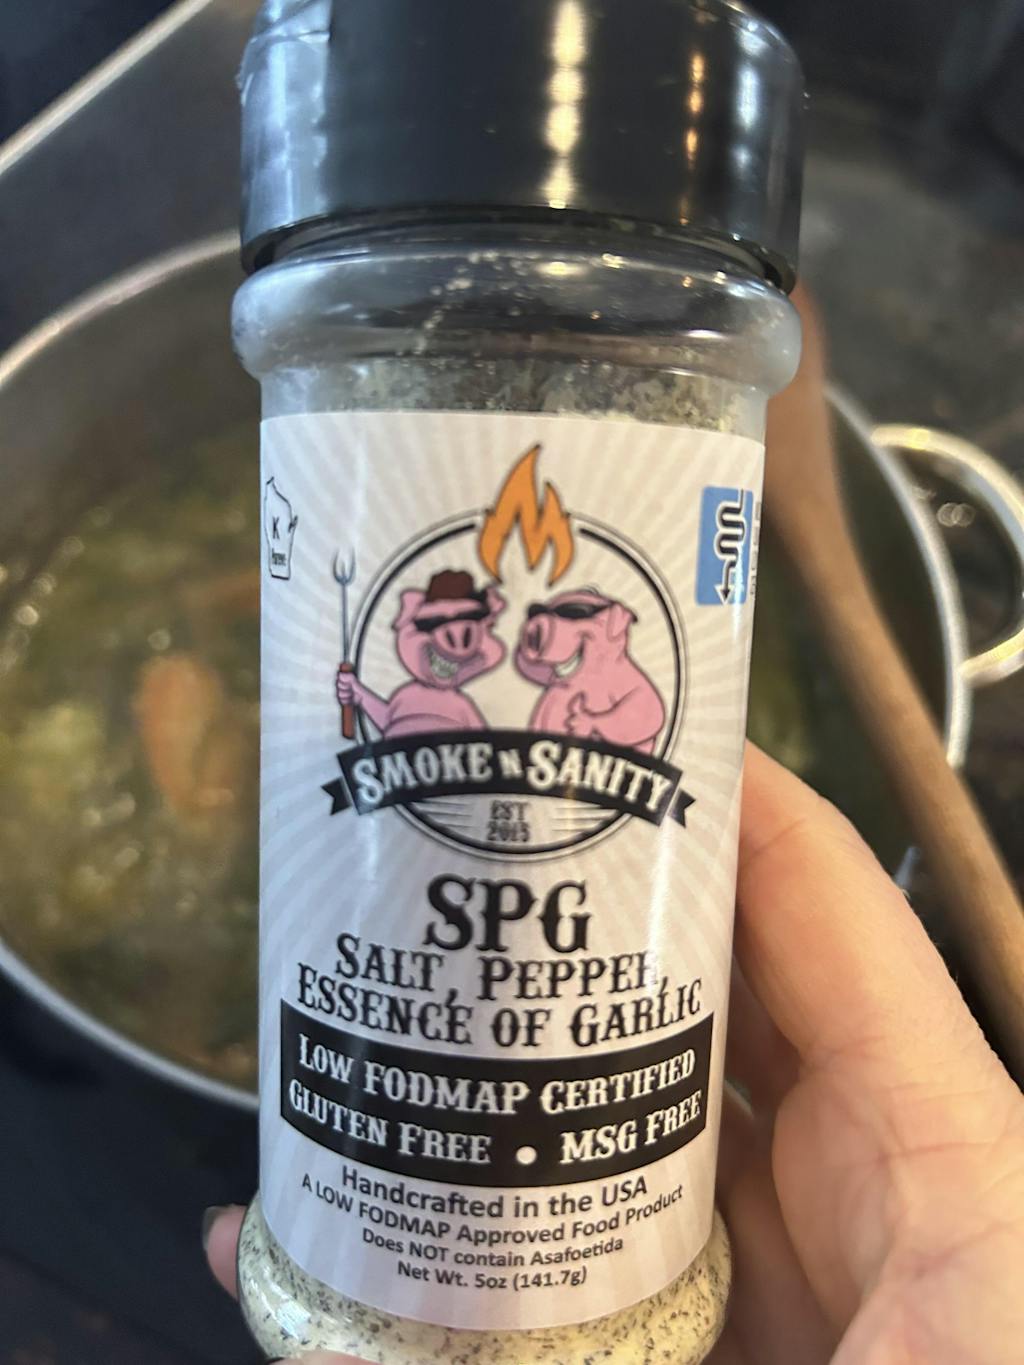 K
SMOKE N SANITY
EST
2015
SPG
SALT, PEPPER,
ESSENCE OF GARLIC
LOW FODMAP CERTIFIED
GLUTEN FREE • MSG FREE
Handcrafted in the USA
A LOW FODMAP Approved Food Product
Does NOT contain Asafoetida
Net Wt. 5oz (141.7g)